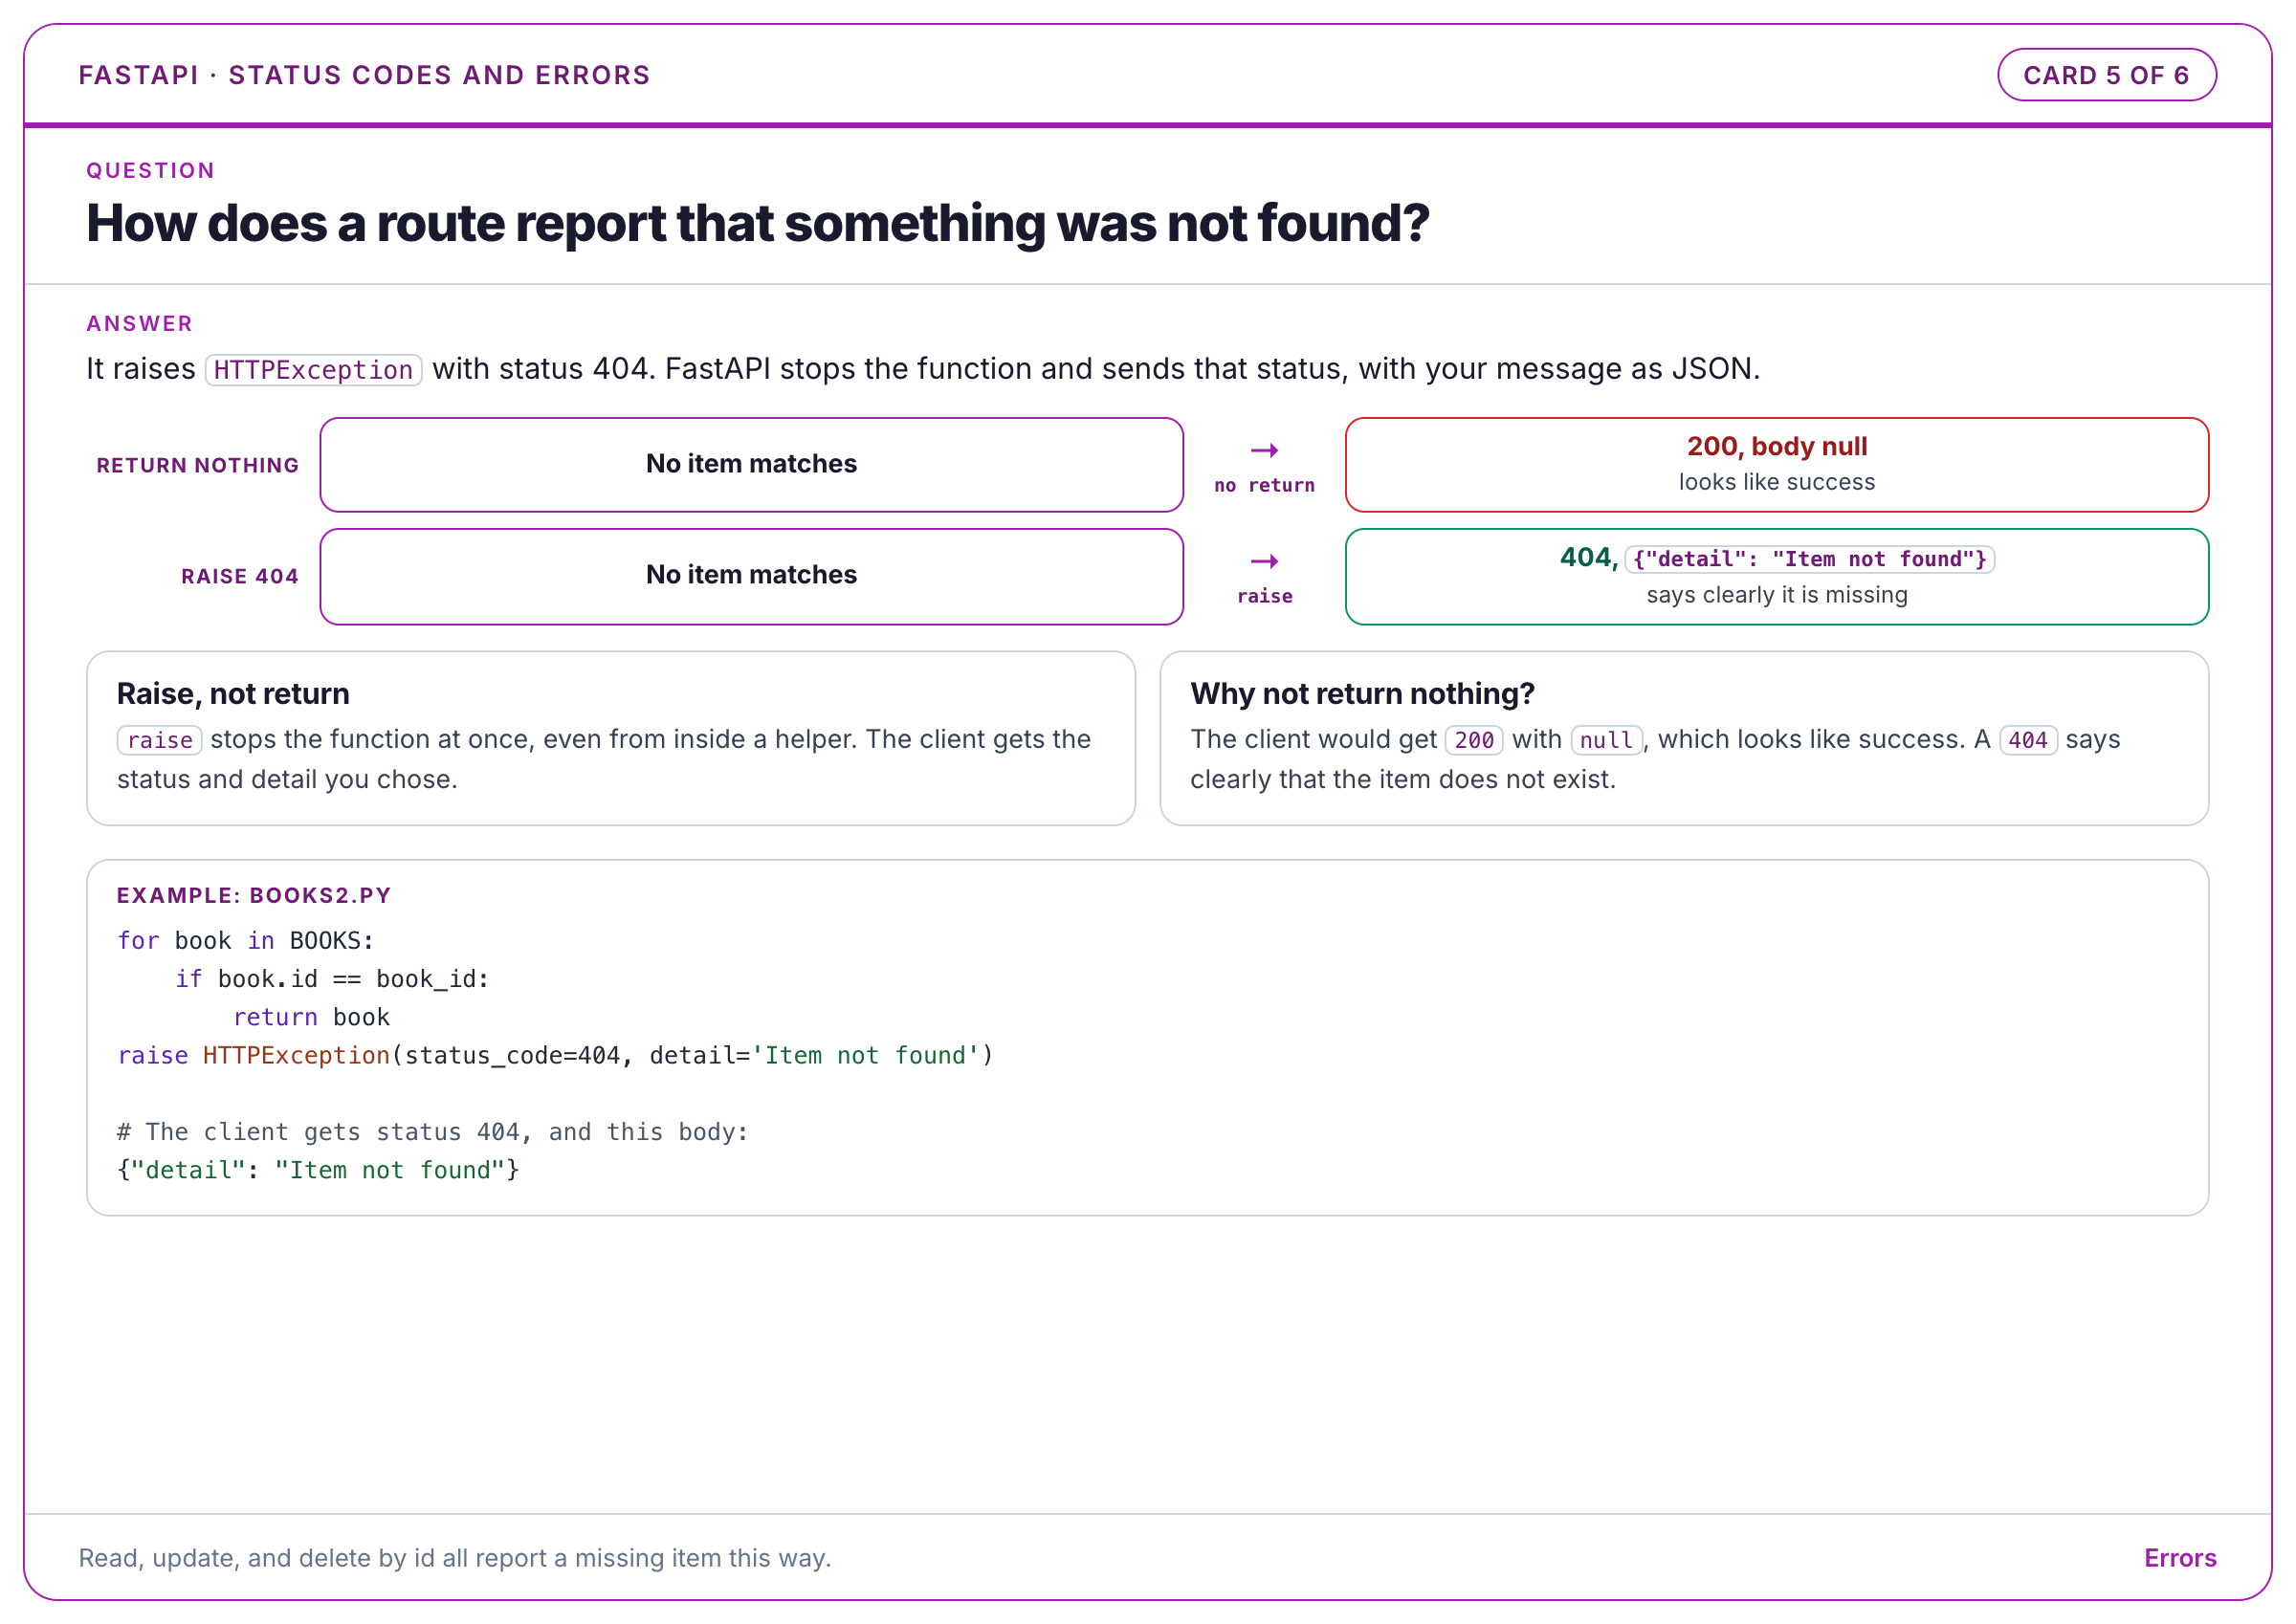 FASTAPI · STATUS CODES AND ERRORS
CARD 5 OF 6
QUESTION
How does a route report that something was not found?
ANSWER
It raises HTTPException with status 404. FastAPI stops the function and sends that status, with your message as JSON.
RETURN NOTHING
No item matches
→
no return
200, body null
looks like success
RAISE 404
No item matches
→
raise
404, {"detail": "Item not found"}
says clearly it is missing
Raise, not return
raise stops the function at once, even from inside a helper. The client gets the
status and detail you chose.
Why not return nothing?
The client would get 200 with null, which looks like success. A 404 says
clearly that the item does not exist.
EXAMPLE: BOOKS2.PY
for book in BOOKS:
    if book.id == book_id:
        return book
raise HTTPException(status_code=404, detail='Item not found')

# The client gets status 404, and this body:
{"detail": "Item not found"}
Read, update, and delete by id all report a missing item this way.
Errors